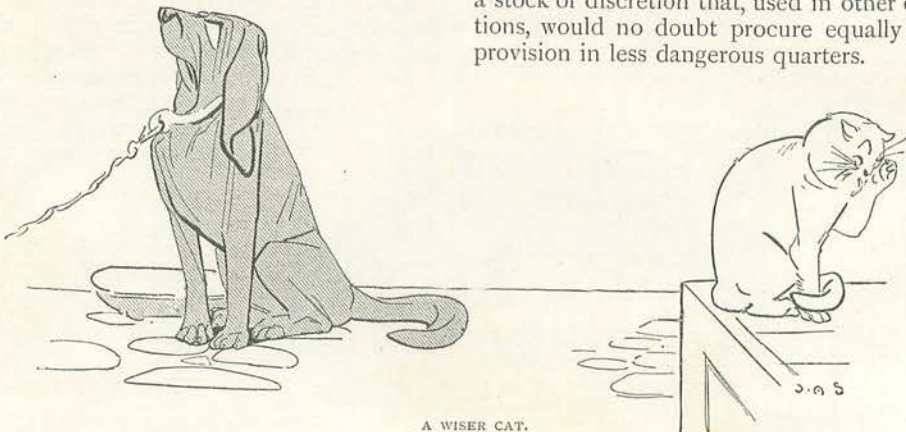 a stock of discretion that, used in other
tions, would no doubt procure equally
provision in less dangerous quarters.
A WISER CAT.
J.A.S